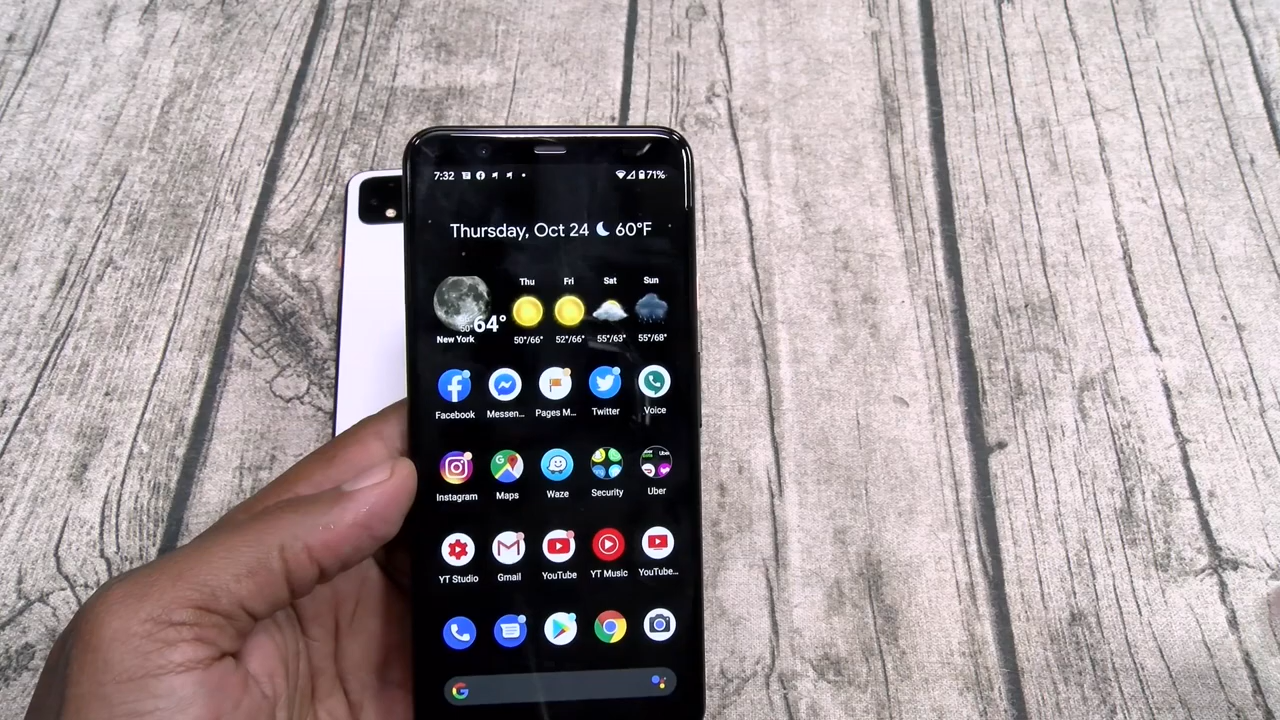 7:32 71%
Thursday, Oct 24 60°F
Thu Fri Sat Sun
50° 64°
New York 50°/66° 52°/66° 55°/63° 55°/68°
Facebook Messen... Pages M... Twitter Voice
Instagram Maps Waze Security Uber
YT Studio Gmail YouTube YT Music YouTube...